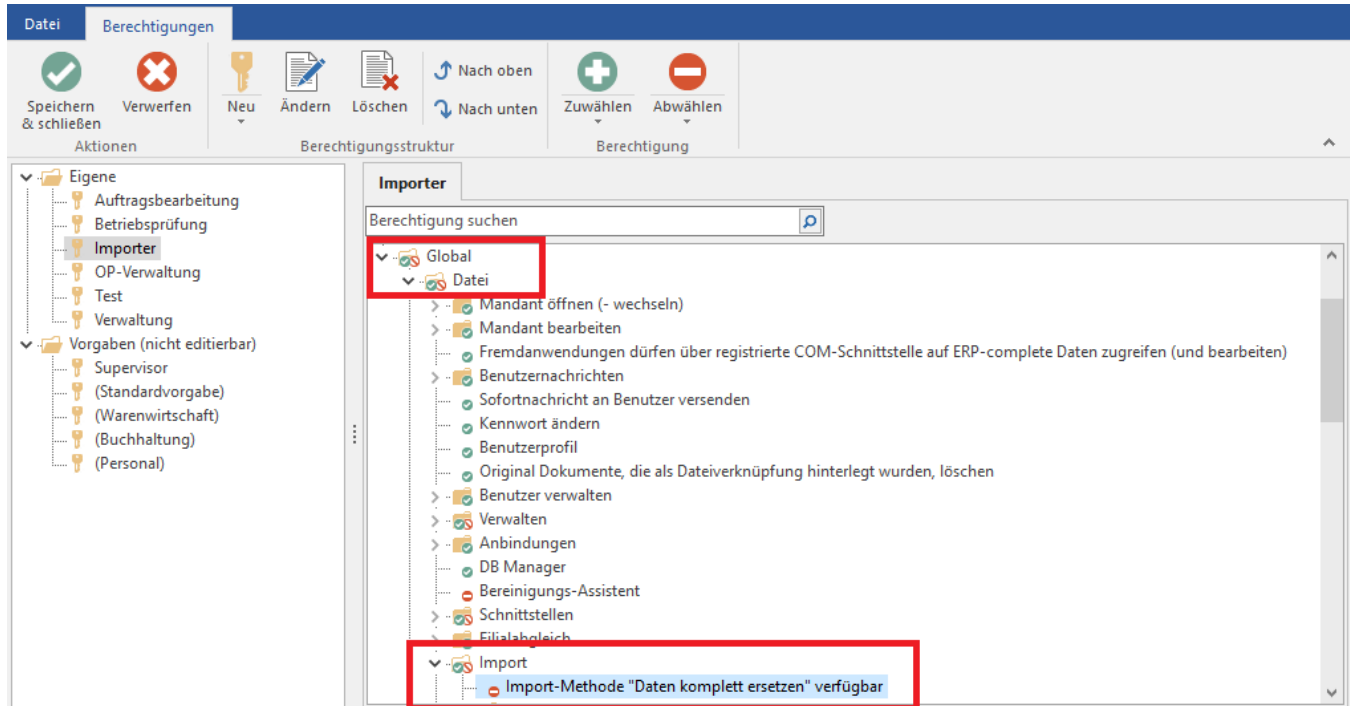 Datei
Berechtigungen
Speichern
& schließen
Verwerfen
Neu
Ändern
Löschen
Nach oben
Nach unten
Zuwählen
Abwählen
Aktionen
Berechtigungsstruktur
Berechtigung
Eigene
Auftragsbearbeitung
Betriebsprüfung
Importer
OP-Verwaltung
Test
Verwaltung
Vorgaben (nicht editierbar)
Supervisor
(Standardvorgabe)
(Warenwirtschaft)
(Buchhaltung)
(Personal)
Importer
Berechtigung suchen
Global
Datei
Mandant öffnen (- wechseln)
Mandant bearbeiten
Fremdanwendungen dürfen über registrierte COM-Schnittstelle auf ERP-complete Daten zugreifen (und bearbeiten)
Benutzernachrichten
Sofortnachricht an Benutzer versenden
Kennwort ändern
Benutzerprofil
Original Dokumente, die als Dateiverknüpfung hinterlegt wurden, löschen
Benutzer verwalten
Verwalten
Anbindungen
DB Manager
Bereinigungs-Assistent
Schnittstellen
Filialabgleich
Import
Import-Methode "Daten komplett ersetzen" verfügbar